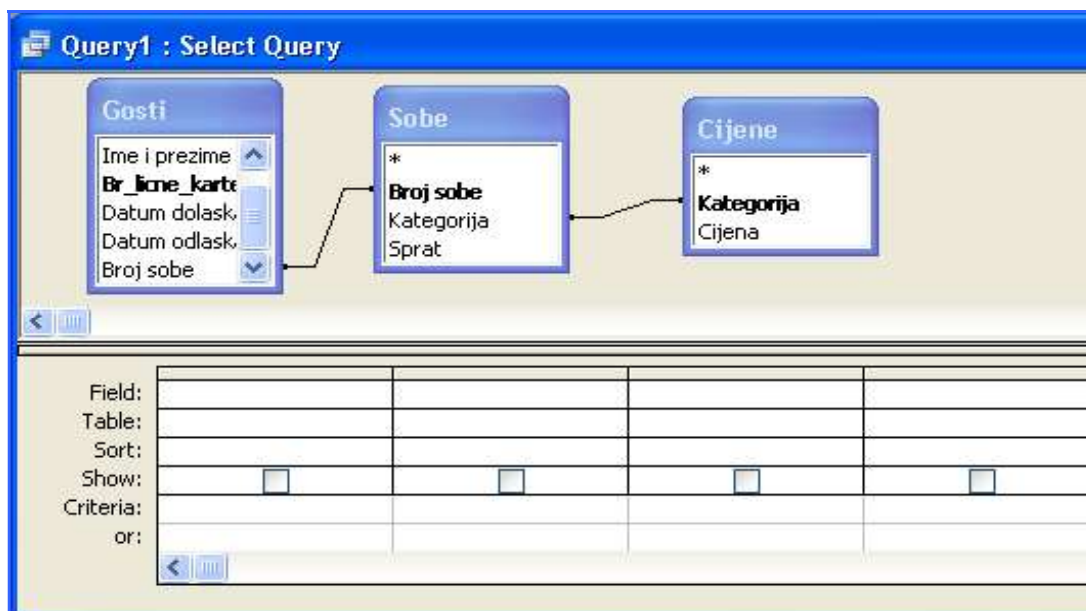 Query1 : Select Query
Gosti
Ime i prezime
Br_licne_karte
Datum dolask
Datum odlask
Broj sobe
Sobe
*
Broj sobe
Kategorija
Sprat
Cijene
*
Kategorija
Cijena
Field:
Table:
Sort:
Show:
Criteria:
or: